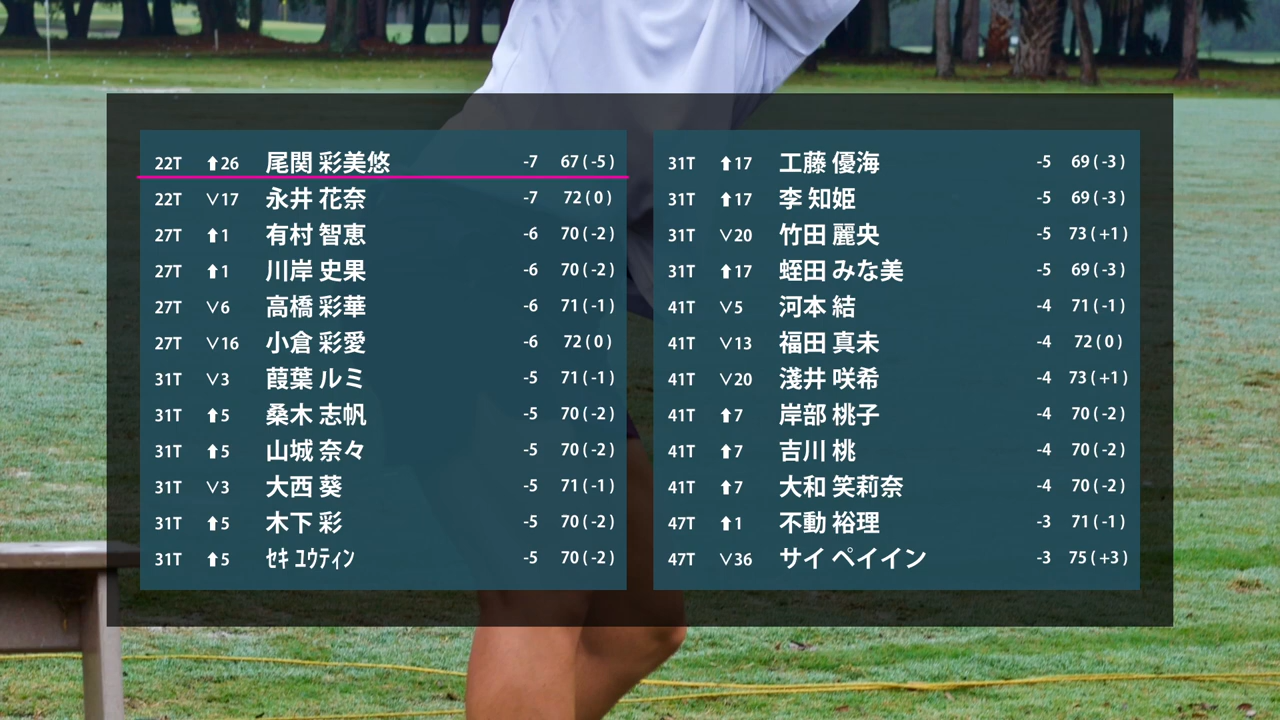 22T ⬆26 尾関 彩美悠 -7 67(-5)
22T ∨17 永井 花奈 -7 72(0)
27T ⬆1 有村 智恵 -6 70(-2)
27T ⬆1 川岸 史果 -6 70(-2)
27T ∨6 高橋 彩華 -6 71(-1)
27T ∨16 小倉 彩愛 -6 72(0)
31T ∨3 葭葉 ルミ -5 71(-1)
31T ⬆5 桑木 志帆 -5 70(-2)
31T ⬆5 山城 奈々 -5 70(-2)
31T ∨3 大西 葵 -5 71(-1)
31T ⬆5 木下 彩 -5 70(-2)
31T ⬆5 ｾｷ ﾕｳﾃｨﾝ -5 70(-2)
31T ⬆17 工藤 優海 -5 69(-3)
31T ⬆17 李 知姫 -5 69(-3)
31T ∨20 竹田 麗央 -5 73(+1)
31T ⬆17 蛭田 みな美 -5 69(-3)
41T ∨5 河本 結 -4 71(-1)
41T ∨13 福田 真未 -4 72(0)
41T ∨20 淺井 咲希 -4 73(+1)
41T ⬆7 岸部 桃子 -4 70(-2)
41T ⬆7 吉川 桃 -4 70(-2)
41T ⬆7 大和 笑莉奈 -4 70(-2)
47T ⬆1 不動 裕理 -3 71(-1)
47T ∨36 サイ ペイイン -3 75(+3)